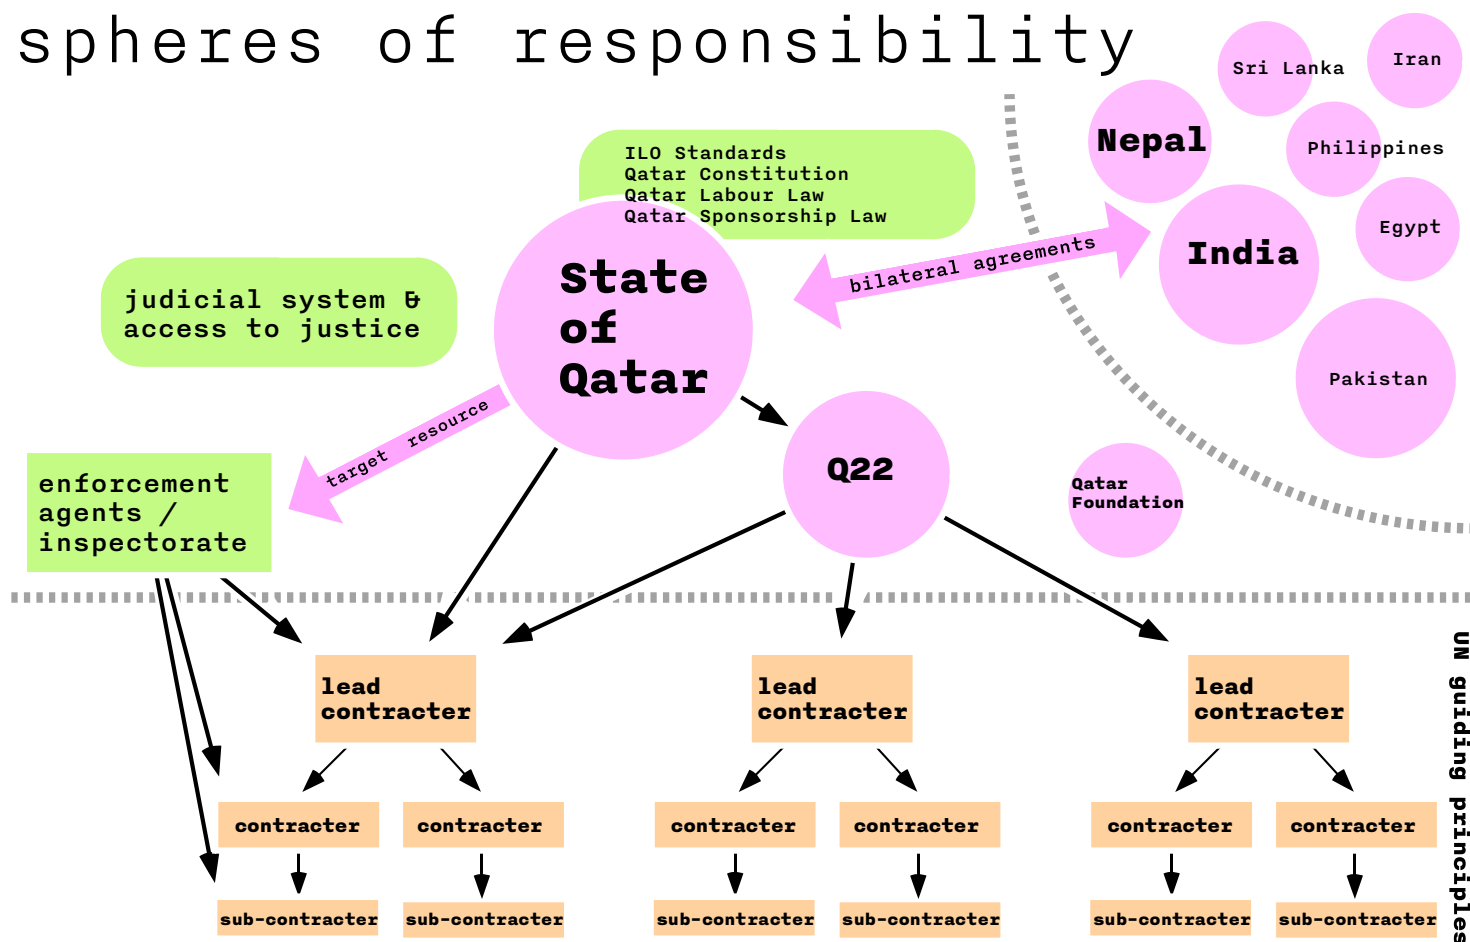 spheres of responsibility
Sri Lanka
Iran
Nepal
Philippines
ILO Standards
Qatar Constitution
Qatar Labour Law
Qatar Sponsorship Law
India
Egypt
bilateral agreements
State
of
Qatar
judicial system &
access to justice
Pakistan
target resource
Q22
Qatar
Foundation
enforcement
agents /
inspectorate
UN guiding principles
lead
contracter
lead
contracter
lead
contracter
contracter
contracter
contracter
contracter
contracter
contracter
sub-contracter
sub-contracter
sub-contracter
sub-contracter
sub-contracter
sub-contracter